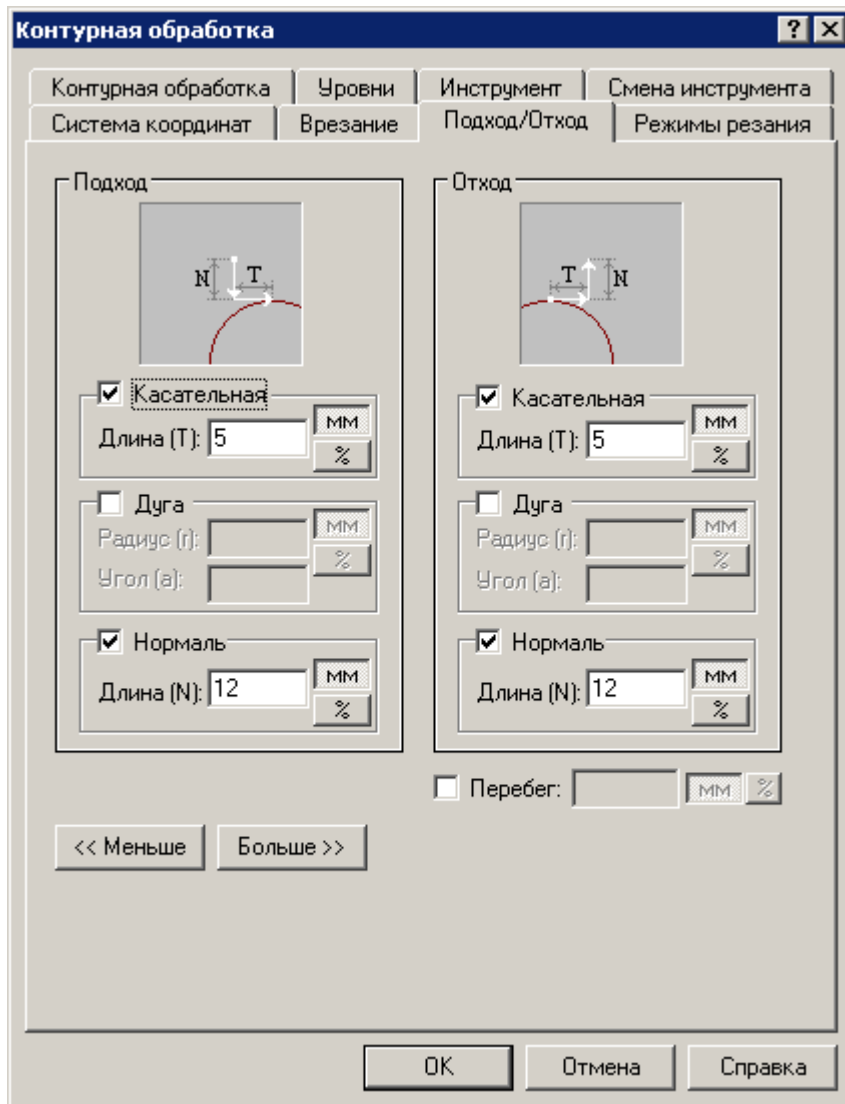 Контурная обработка
Контурная обработка Уровни Инструмент Смена инструмента
Система координат Врезание Подход/Отход Режимы резания
Подход
N T
Касательная
Длина (T): 5 мм
%
Дуга
Радиус (r): мм
%
Угол (a):
Нормаль
Длина (N): 12 мм
%
Отход
T N
Касательная
Длина (T): 5 мм
%
Дуга
Радиус (r): мм
%
Угол (a):
Нормаль
Длина (N): 12 мм
%
Перебег: мм %
<< Меньше Больше >>
OK Отмена Справка